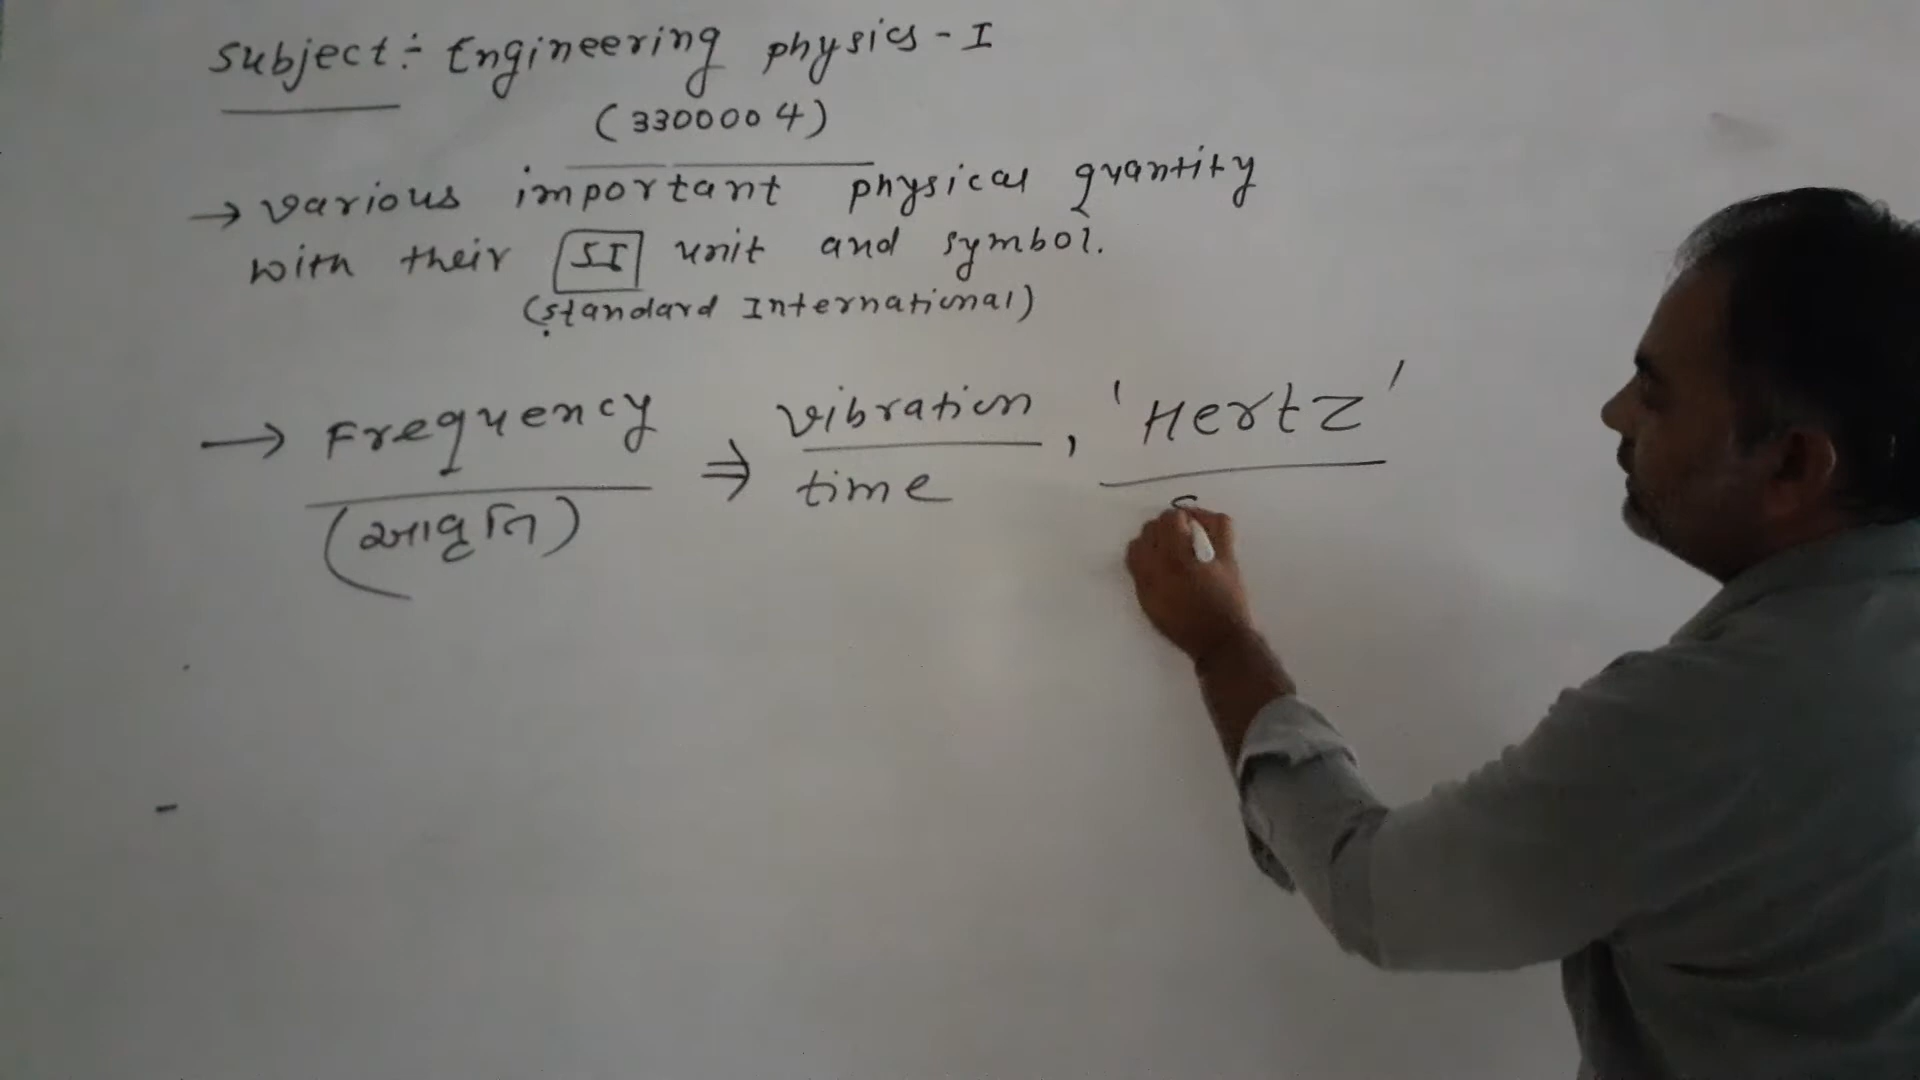 Subject:- Engineering physics - I
(3300004)
→ various important physical quantity
with their SI unit and symbol.
(standard International)
→ Frequency ⇒ vibration / time , 'Hertz'
(આવૃતિ)